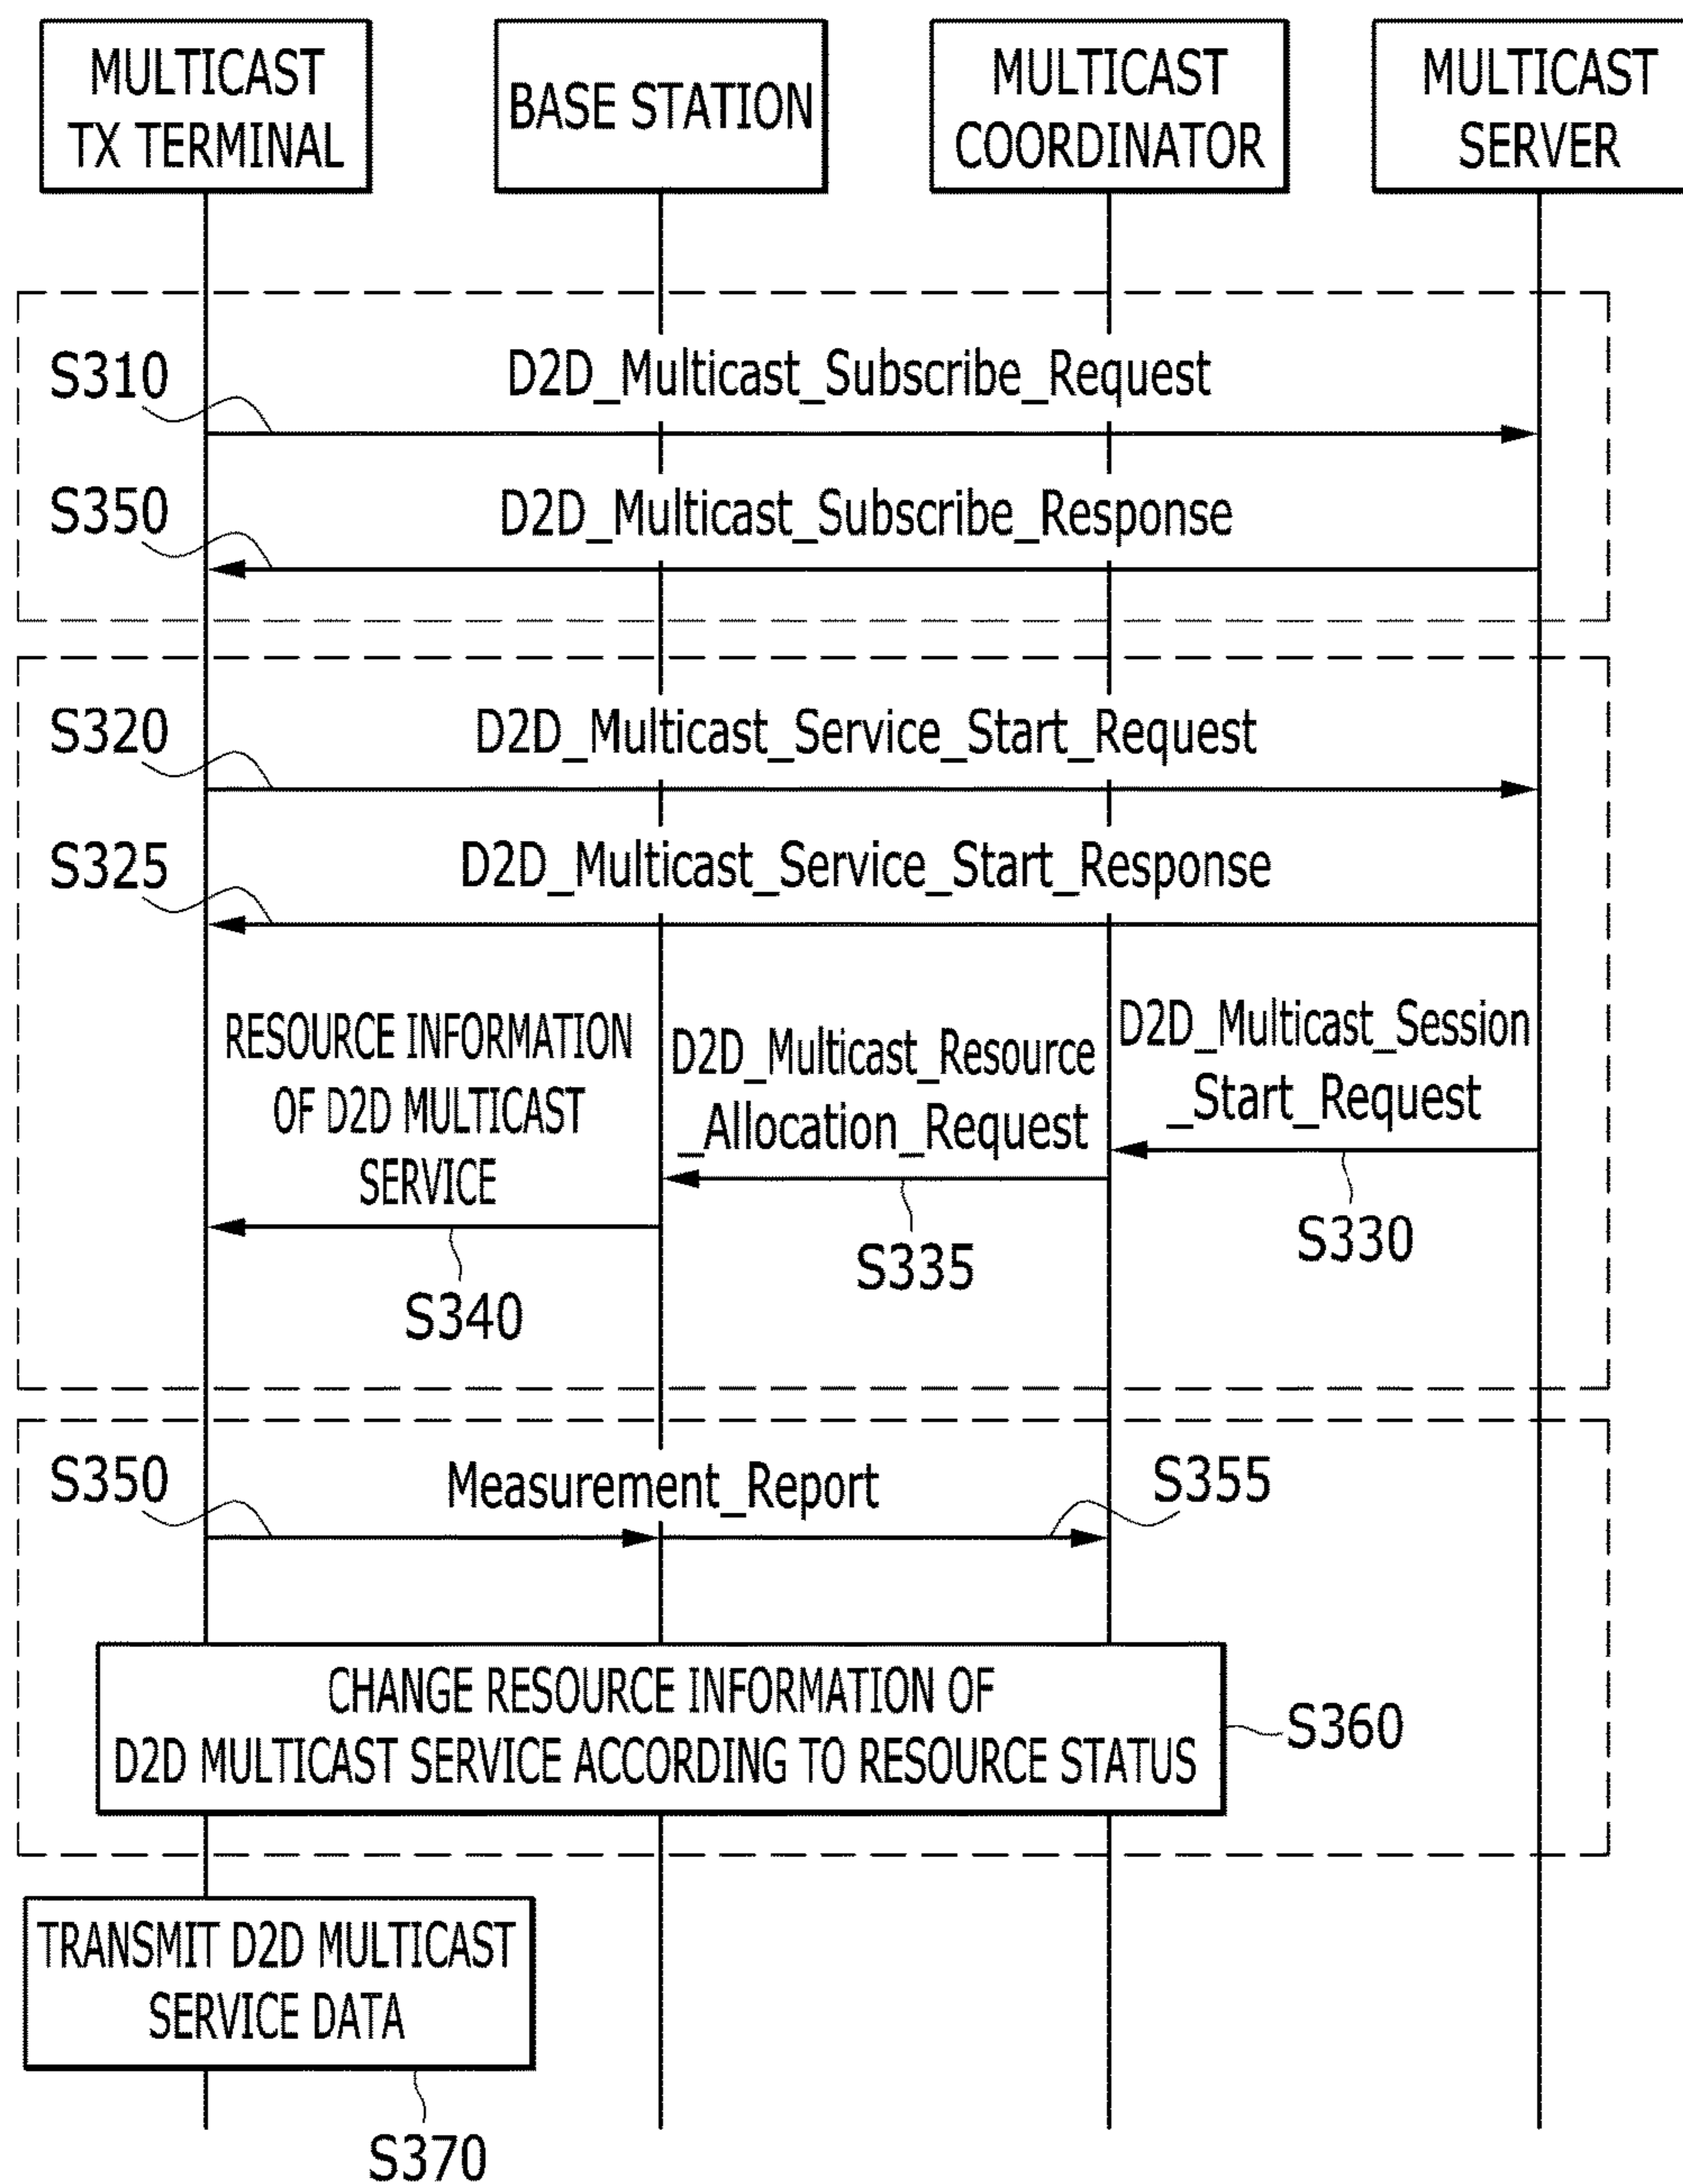 MULTICAST
TX TERMINAL
BASE STATION
MULTICAST
COORDINATOR
MULTICAST
SERVER
S310
D2D_Multicast_Subscribe_Request
S350
D2D_Multicast_Subscribe_Response
S320
D2D_Multicast_Service_Start_Request
S325
D2D_Multicast_Service_Start_Response
RESOURCE INFORMATION
OF D2D MULTICAST
SERVICE
S340
D2D_Multicast_Resource
_Allocation_Request
S335
D2D_Multicast_Session
_Start_Request
S330
S350
Measurement_Report
S355
CHANGE RESOURCE INFORMATION OF
D2D MULTICAST SERVICE ACCORDING TO RESOURCE STATUS
S360
TRANSMIT D2D MULTICAST
SERVICE DATA
S370